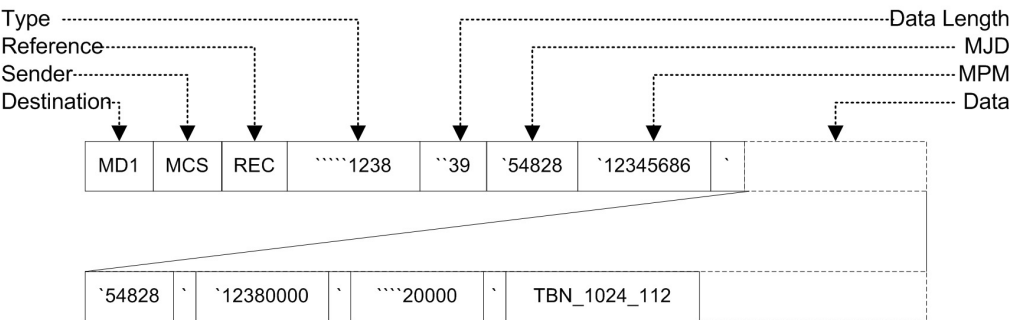 Type Data Length
Reference MJD
Sender MPM
Destination Data
MD1 MCS REC `````1238 ``39 `54828 `12345686 `
`54828 ` `12380000 ` ````20000 ` TBN_1024_112